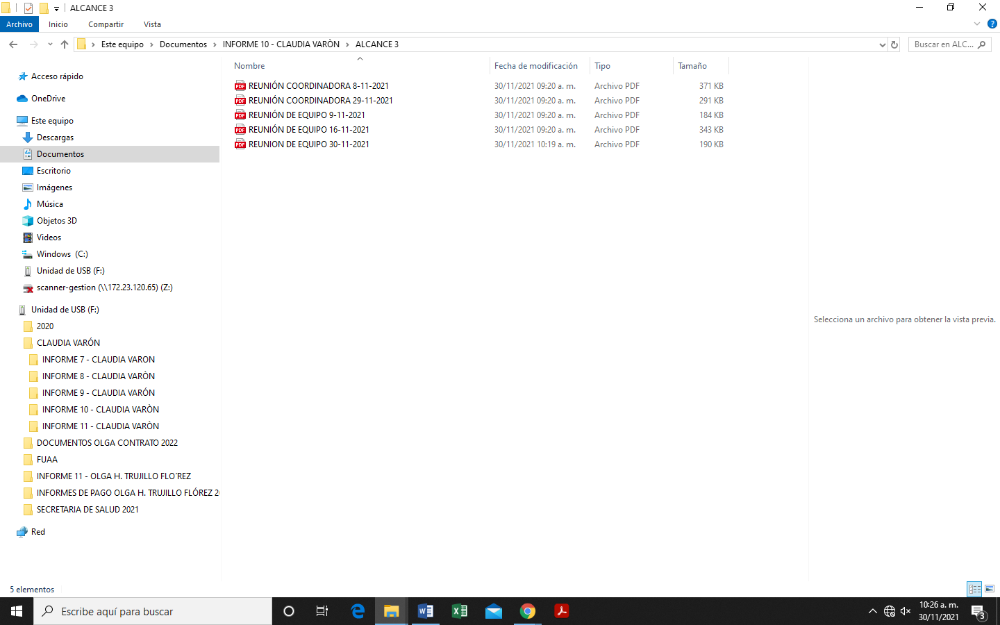 ALCANCE 3
Archivo Inicio Compartir Vista
Este equipo Documentos INFORME 10 - CLAUDIA VARÒN ALCANCE 3
Buscar en ALC...
Nombre Fecha de modificación Tipo Tamaño
REUNIÓN COORDINADORA 8-11-2021 30/11/2021 09:20 a. m. Archivo PDF 371 KB
REUNIÓN COORDINADORA 29-11-2021 30/11/2021 09:20 a. m. Archivo PDF 291 KB
REUNIÓN DE EQUIPO 9-11-2021 30/11/2021 09:20 a. m. Archivo PDF 184 KB
REUNIÓN DE EQUIPO 16-11-2021 30/11/2021 09:20 a. m. Archivo PDF 343 KB
REUNION DE EQUIPO 30-11-2021 30/11/2021 10:19 a. m. Archivo PDF 190 KB
Acceso rápido
OneDrive
Este equipo
Descargas
Documentos
Escritorio
Imágenes
Música
Objetos 3D
Videos
Windows (C:)
Unidad de USB (F:)
scanner-gestion (\\172.23.120.65) (Z:)
Unidad de USB (F:)
2020
CLAUDIA VARÓN
INFORME 7 - CLAUDIA VARON
INFORME 8 - CLAUDIA VARÒN
INFORME 9 - CLAUDIA VARÓN
INFORME 10 - CLAUDIA VARÒN
INFORME 11 - CLAUDIA VARÒN
DOCUMENTOS OLGA CONTRATO 2022
FUAA
INFORME 11 - OLGA H. TRUJILLO FLO´REZ
INFORMES DE PAGO OLGA H. TRUJILLO FLÓREZ 2
SECRETARIA DE SALUD 2021
Red
Selecciona un archivo para obtener la vista previa.
5 elementos
Escribe aquí para buscar
10:26 a. m.
30/11/2021
3